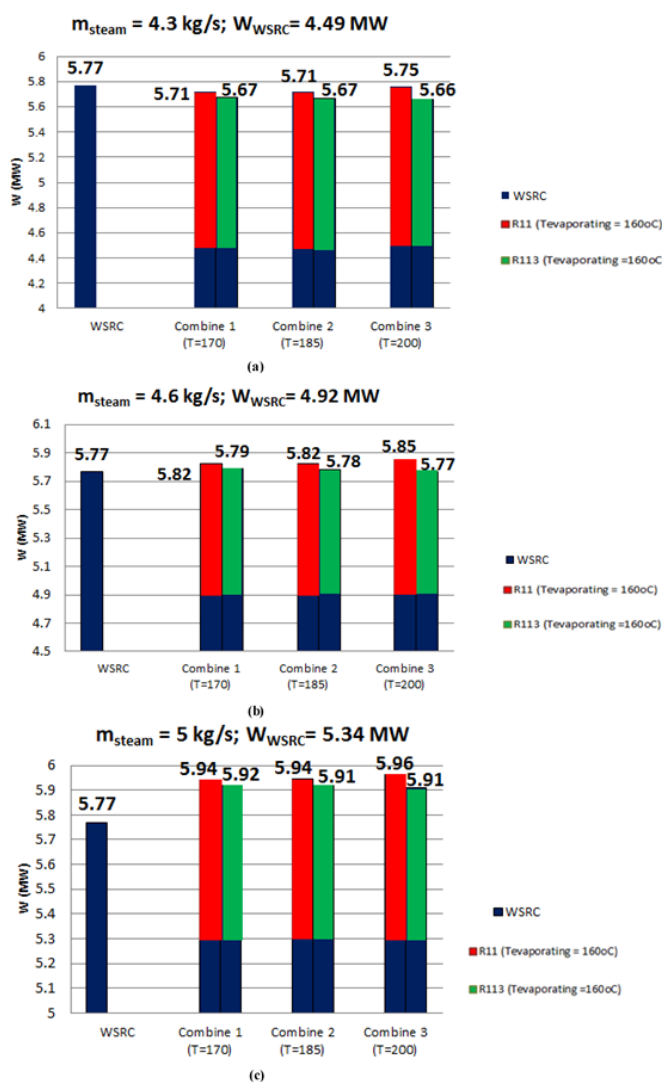 m_steam = 4.3 kg/s; W_WSRC = 4.49 MW
6
5.8
5.6
5.4
5.2
5
4.8
4.6
4.4
4.2
4
W (MW)
5.77
5.71
5.67
5.71
5.67
5.75
5.66
WSRC
Combine 1
(T=170)
Combine 2
(T=185)
Combine 3
(T=200)
WSRC
R11 (Tevaporating = 160oC)
R113 (Tevaporating =160oC)
(a)
m_steam = 4.6 kg/s; W_WSRC= 4.92 MW
6.1
5.9
5.7
5.5
5.3
5.1
4.9
4.7
4.5
W (MW)
5.77
5.82
5.79
5.82
5.78
5.85
5.77
WSRC
Combine 1
(T=170)
Combine 2
(T=185)
Combine 3
(T=200)
WSRC
R11 (Tevaporating = 160oC)
R113 (Tevaporating =160oC)
(b)
m_steam = 5 kg/s; W_WSRC= 5.34 MW
6
5.9
5.8
5.7
5.6
5.5
5.4
5.3
5.2
5.1
5
W (MW)
5.77
5.94
5.92
5.94
5.91
5.96
5.91
WSRC
Combine 1
(T=170)
Combine 2
(T=185)
Combine 3
(T=200)
WSRC
R11 (Tevaporating = 160oC)
R113 (Tevaporating =160oC)
(c)